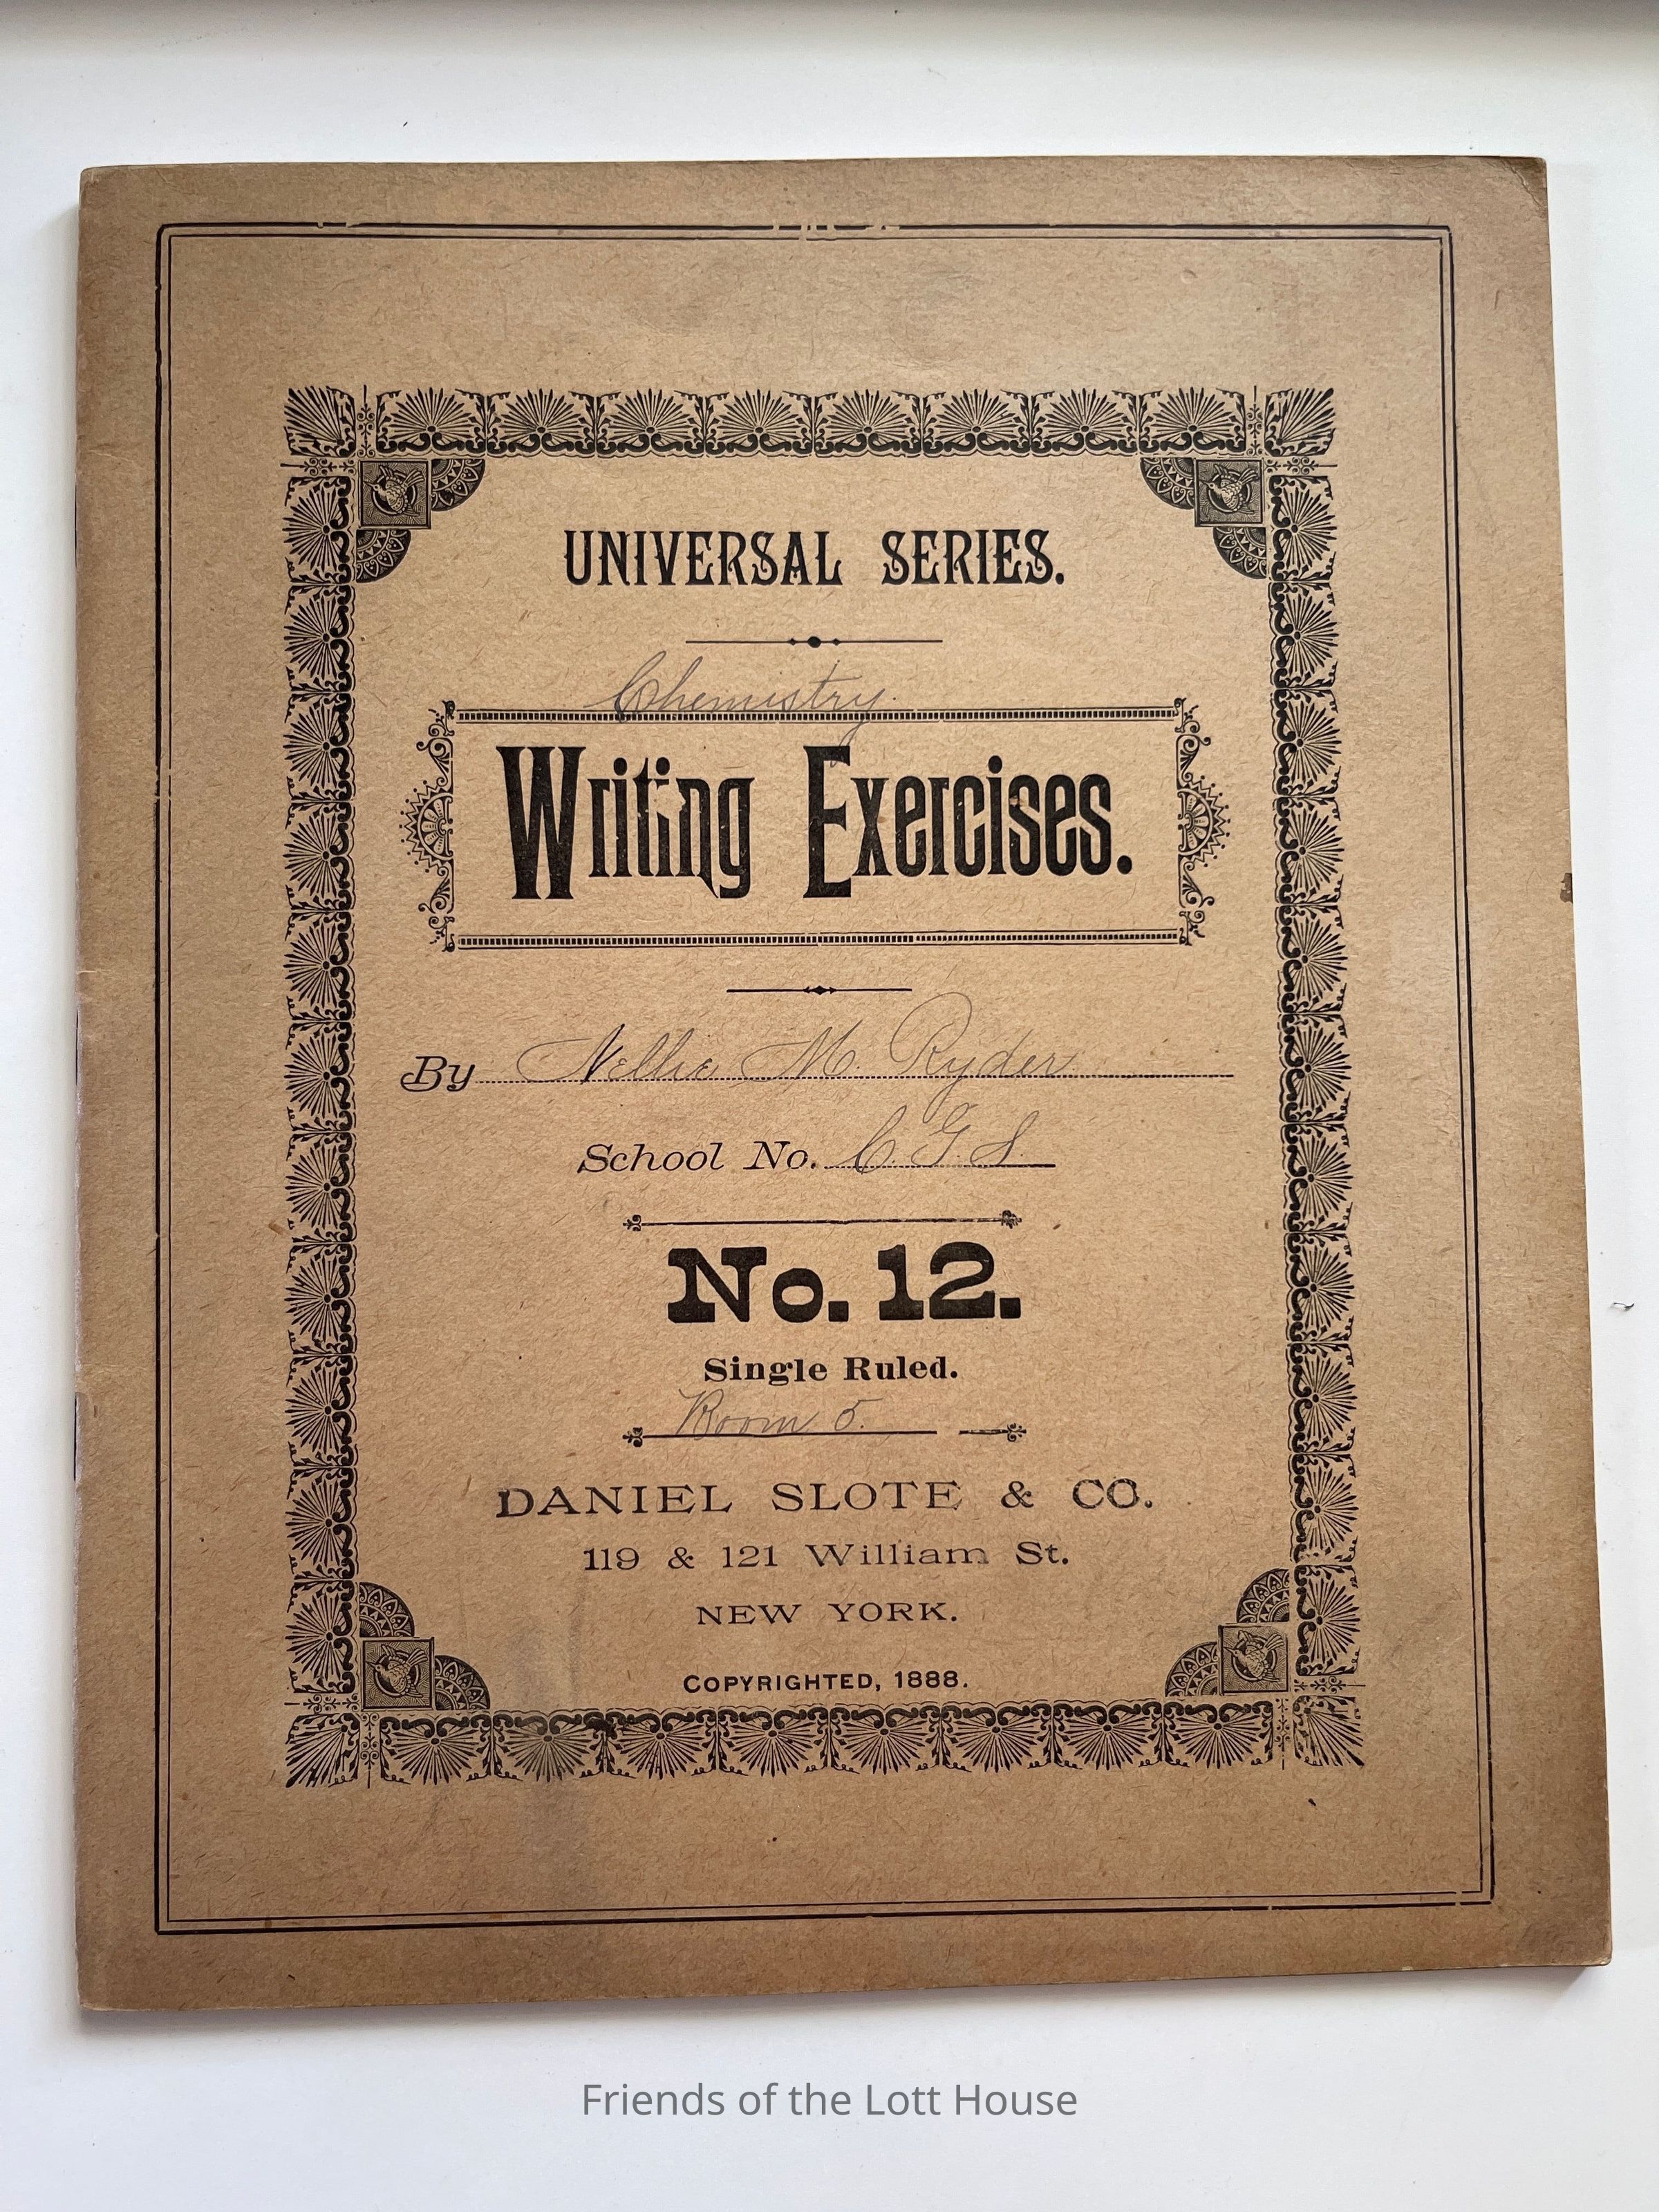 UNIVERSAL SERIES.
Chemistry.
Writing Exercises.
By Nellie M. Ryder
School No. C. G. S.
No. 12.
Single Ruled.
Room 5.
DANIEL SLOTE & CO.
119 & 121 William St.
NEW YORK.
COPYRIGHTED, 1888.
Friends of the Lott House